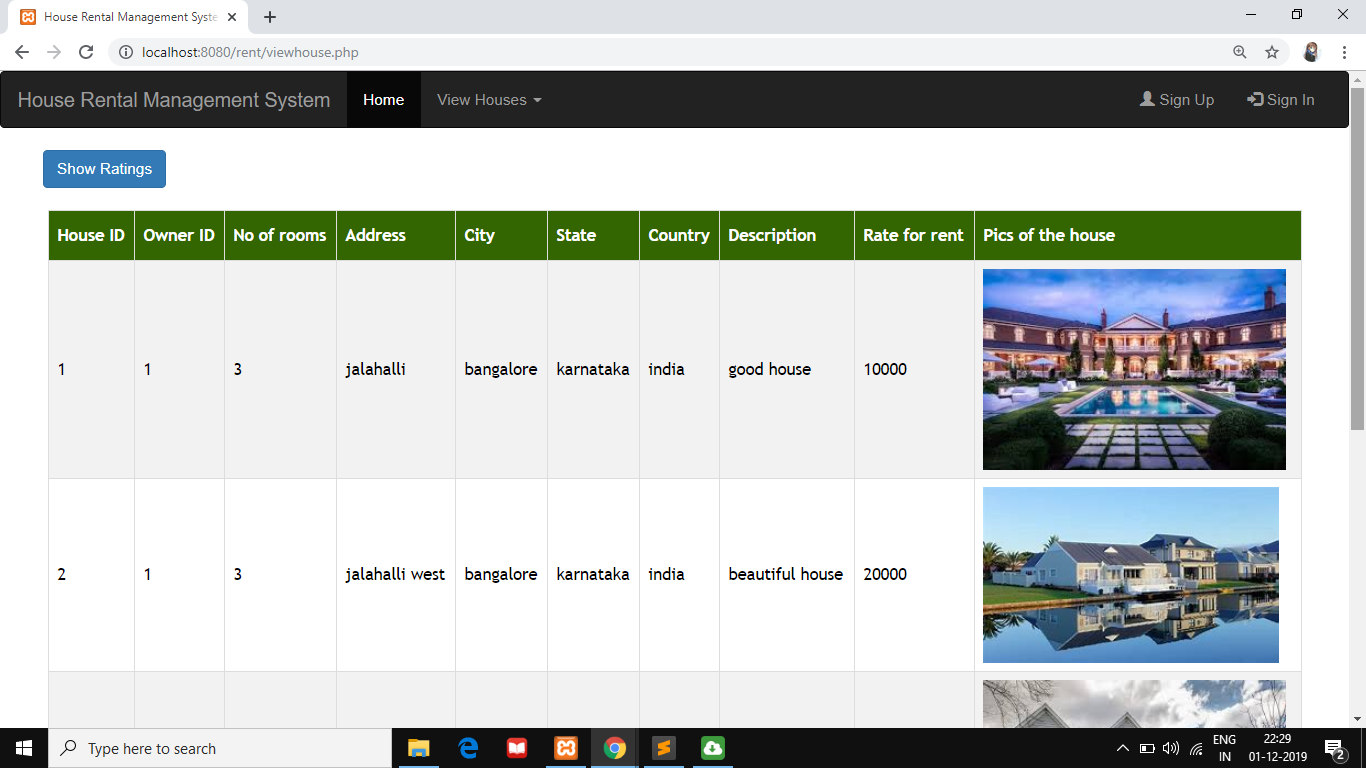 House Rental Management Syste
localhost:8080/rent/viewhouse.php
House Rental Management System Home View Houses Sign Up Sign In
Show Ratings
House ID Owner ID No of rooms Address City State Country Description Rate for rent Pics of the house
1 1 3 jalahalli bangalore karnataka india good house 10000
2 1 3 jalahalli west bangalore karnataka india beautiful house 20000
Type here to search
ENG 22:29
IN 01-12-2019 2